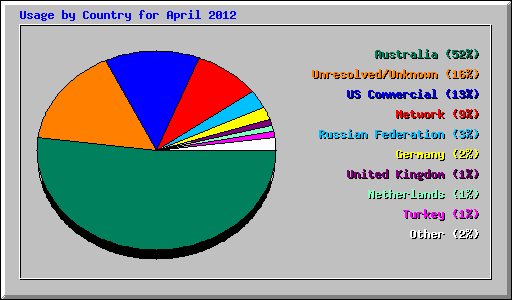 Usage by Country for April 2012
Australia (52%)
Unresolved/Unknown (16%)
US Commercial (13%)
Network (9%)
Russian Federation (3%)
Germany (2%)
United Kingdom (1%)
Netherlands (1%)
Turkey (1%)
Other (2%)